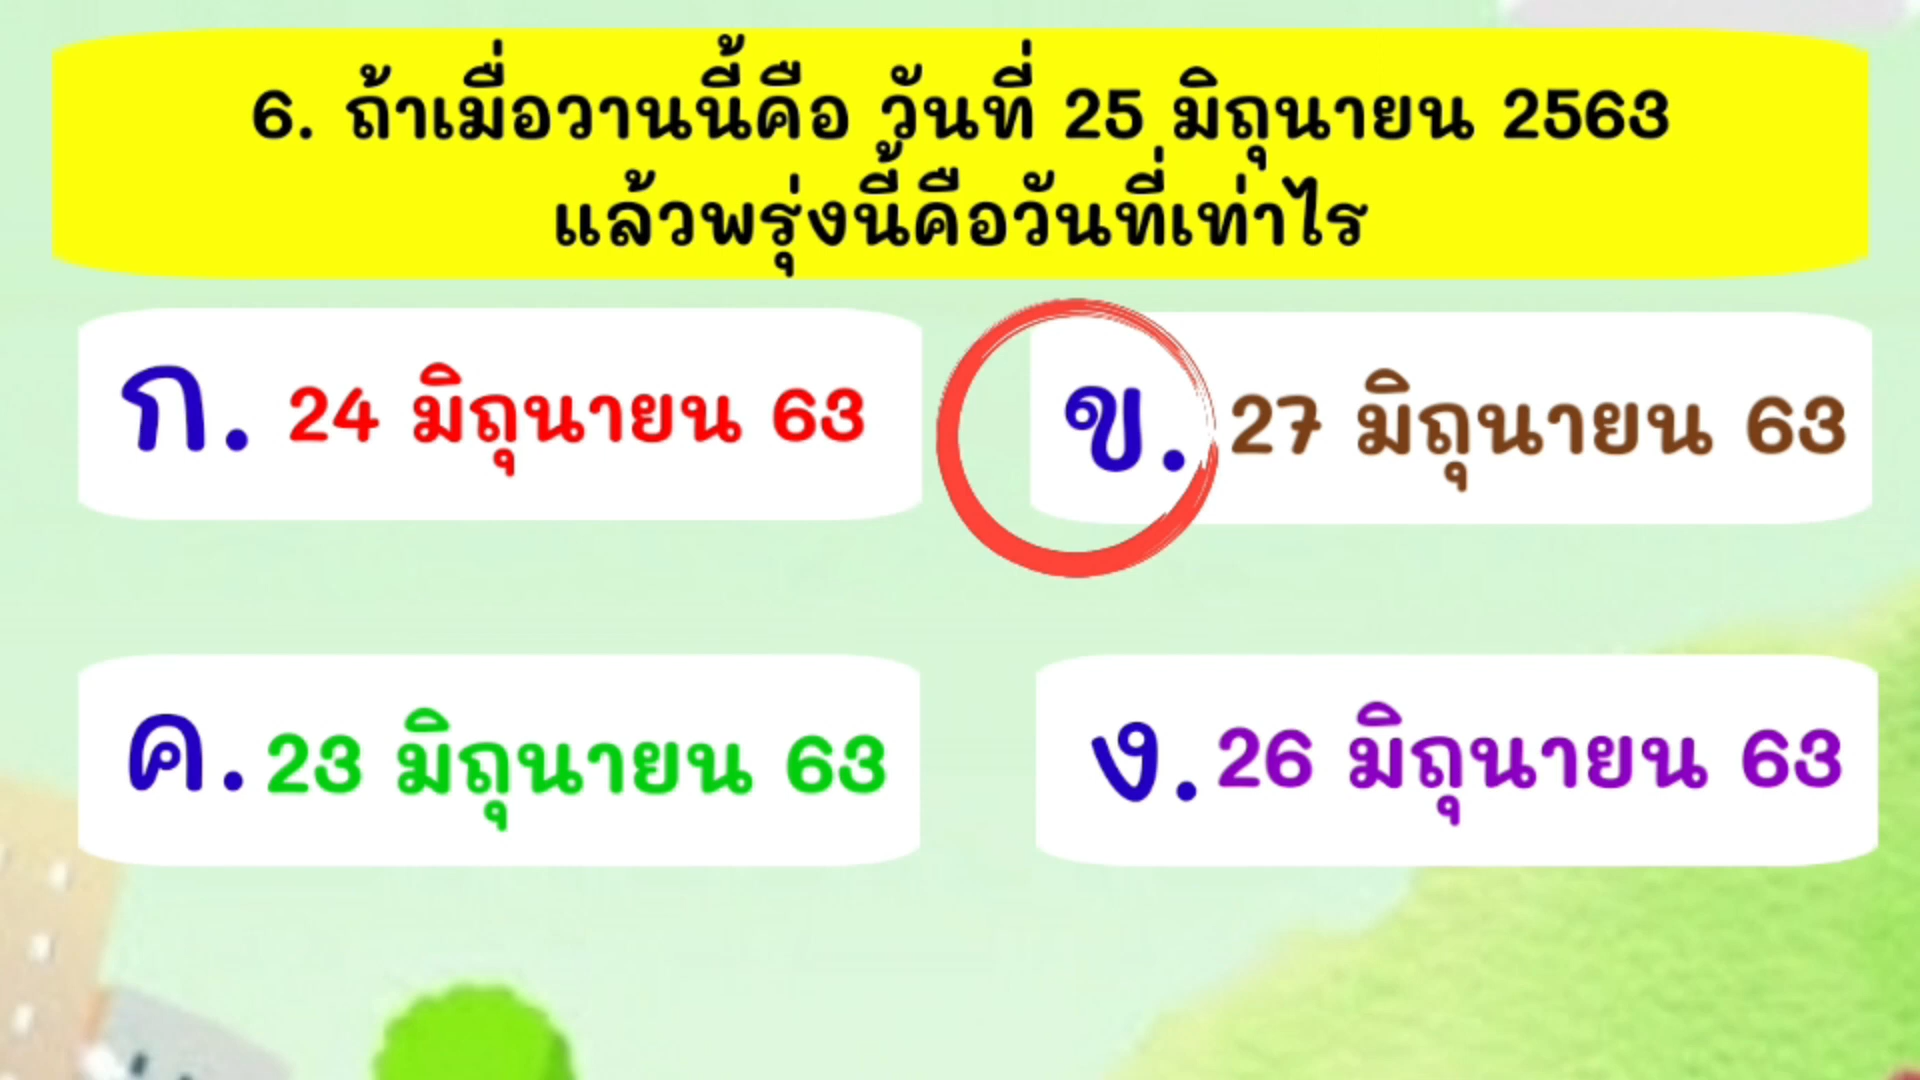 6. ถ้าเมื่อวานนี้คือ วันที่ 25 มิถุนายน 2563
แล้วพรุ่งนี้คือวันที่เท่าไร
ก. 24 มิถุนายน 63
ข. 27 มิถุนายน 63
ค. 23 มิถุนายน 63
ง. 26 มิถุนายน 63